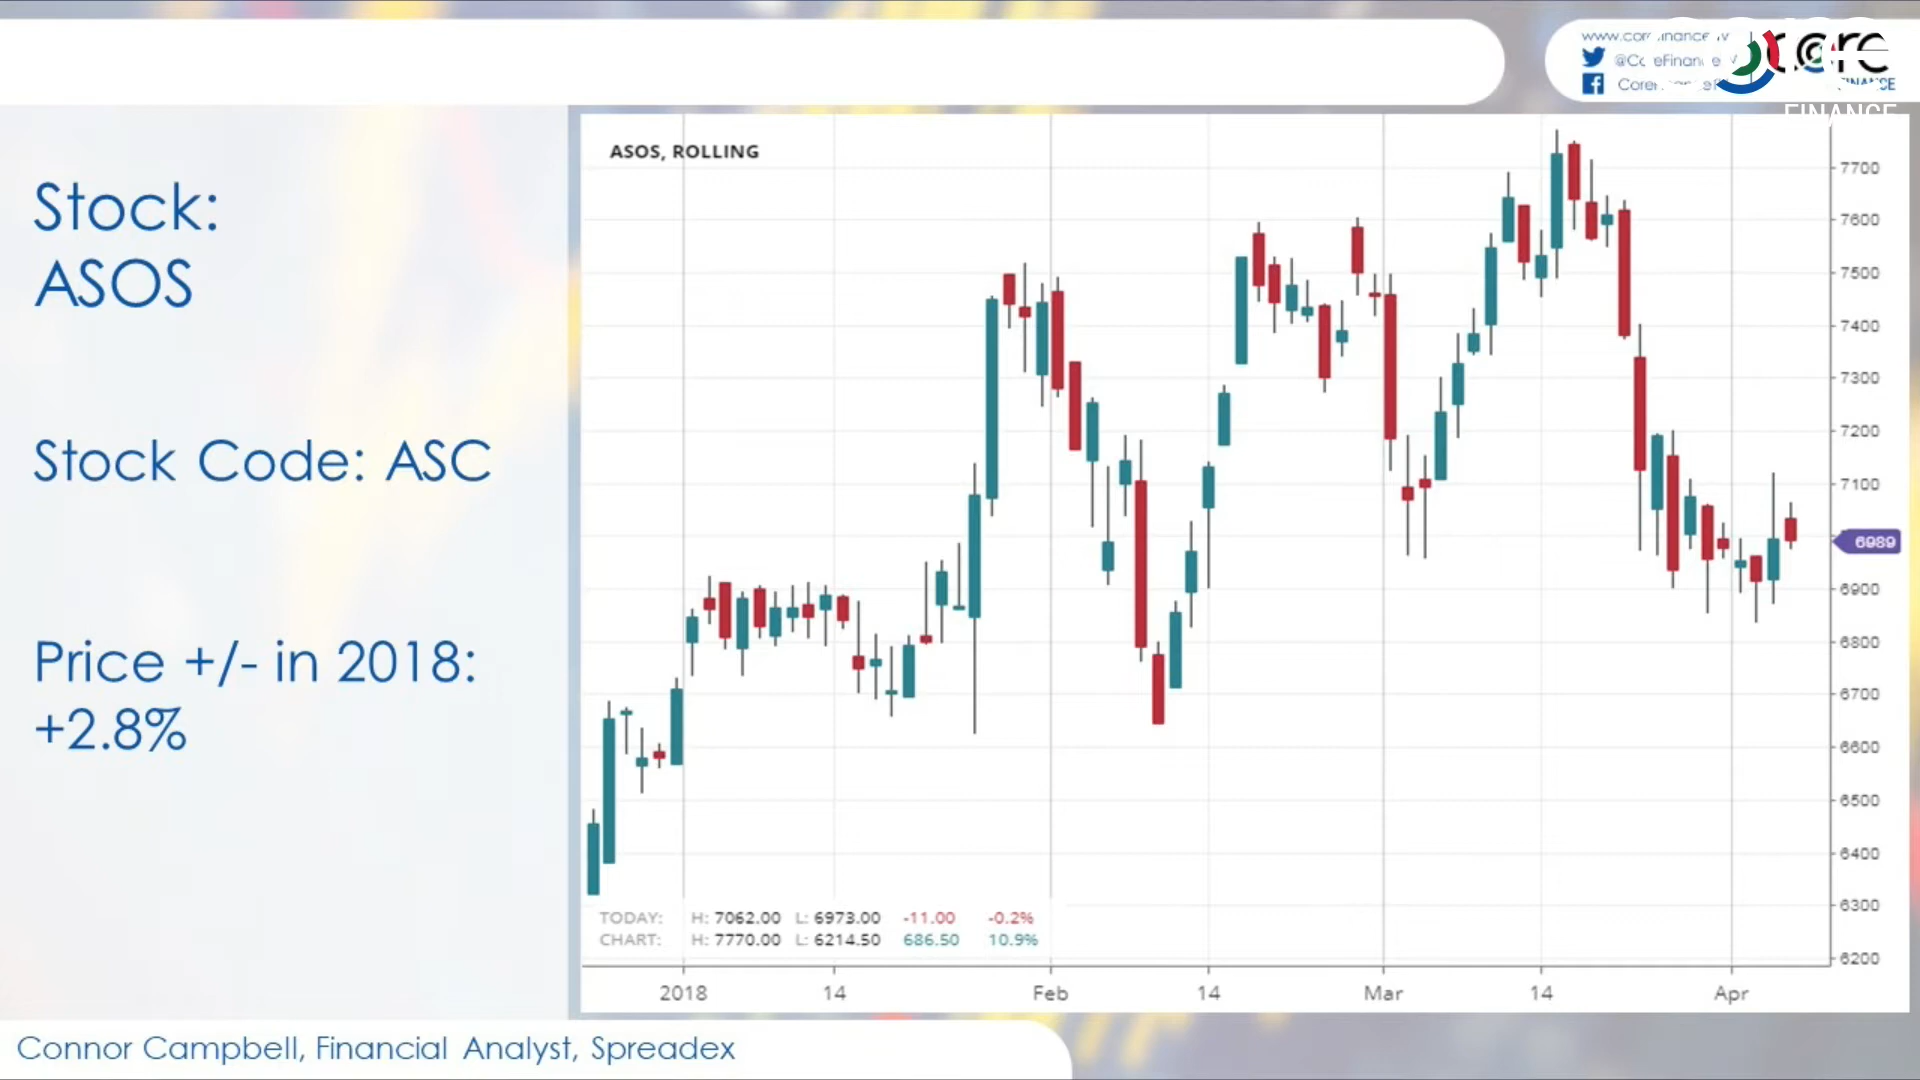 ASOS, ROLLING
Stock:
ASOS
Stock Code: ASC
Price +/- in 2018:
+2.8%
7700
7600
7500
7400
7300
7200
7100
6989
6900
6800
6700
6600
6500
6400
6300
6200
TODAY: H: 7062.00 L: 6973.00 -11.00 -0.2%
CHART: H: 7770.00 L: 6214.50 686.50 10.9%
2018 14 Feb 14 Mar 14 Apr
Connor Campbell, Financial Analyst, Spreadex
FINANCE